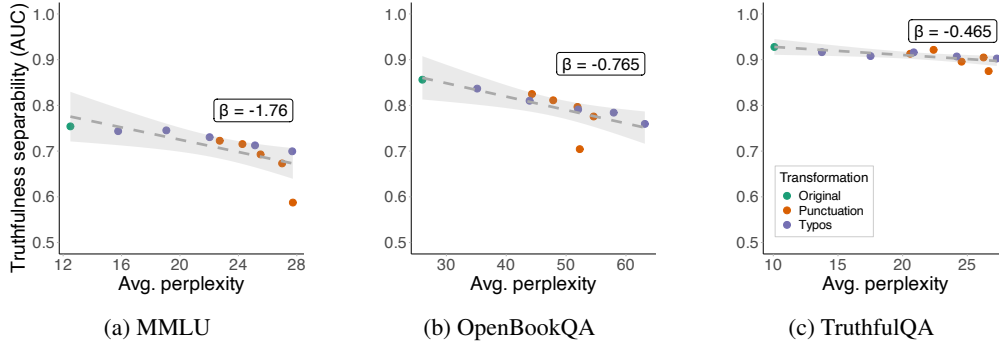 Truthfulness separability (AUC)
1.0
0.9
0.8
0.7
0.6
0.5
β = -1.76
12 16 20 24 28
Avg. perplexity
(a) MMLU
1.0
0.9
0.8
0.7
0.6
0.5
β = -0.765
30 40 50 60
Avg. perplexity
(b) OpenBookQA
1.0
0.9
0.8
0.7
0.6
0.5
β = -0.465
Transformation
Original
Punctuation
Typos
10 15 20 25
Avg. perplexity
(c) TruthfulQA